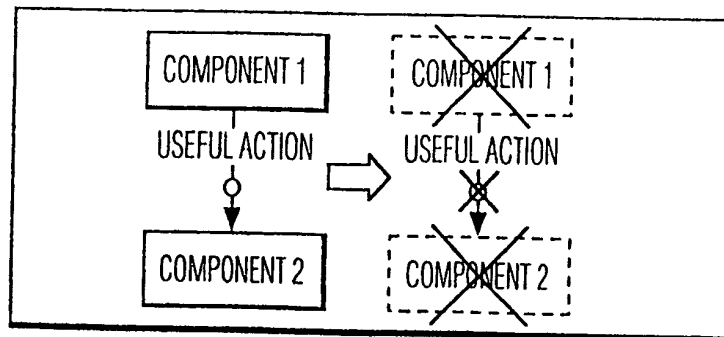 COMPONENT 1
USEFUL ACTION
COMPONENT 2
COMPONENT 1
USEFUL ACTION
COMPONENT 2